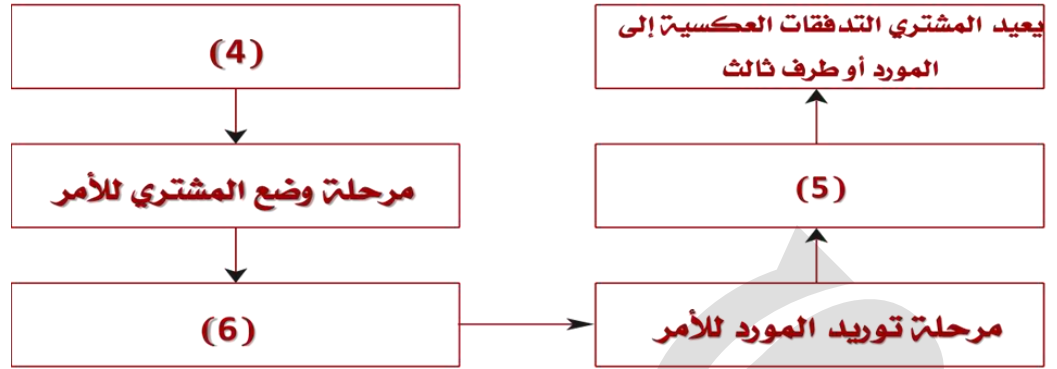 (4)
يعيد المشتري التدفقات العكسية إلى
المورد أو طرف ثالث
مرحلة وضع المشتري للأمر
(5)
(6)
مرحلة توريد المورد للأمر